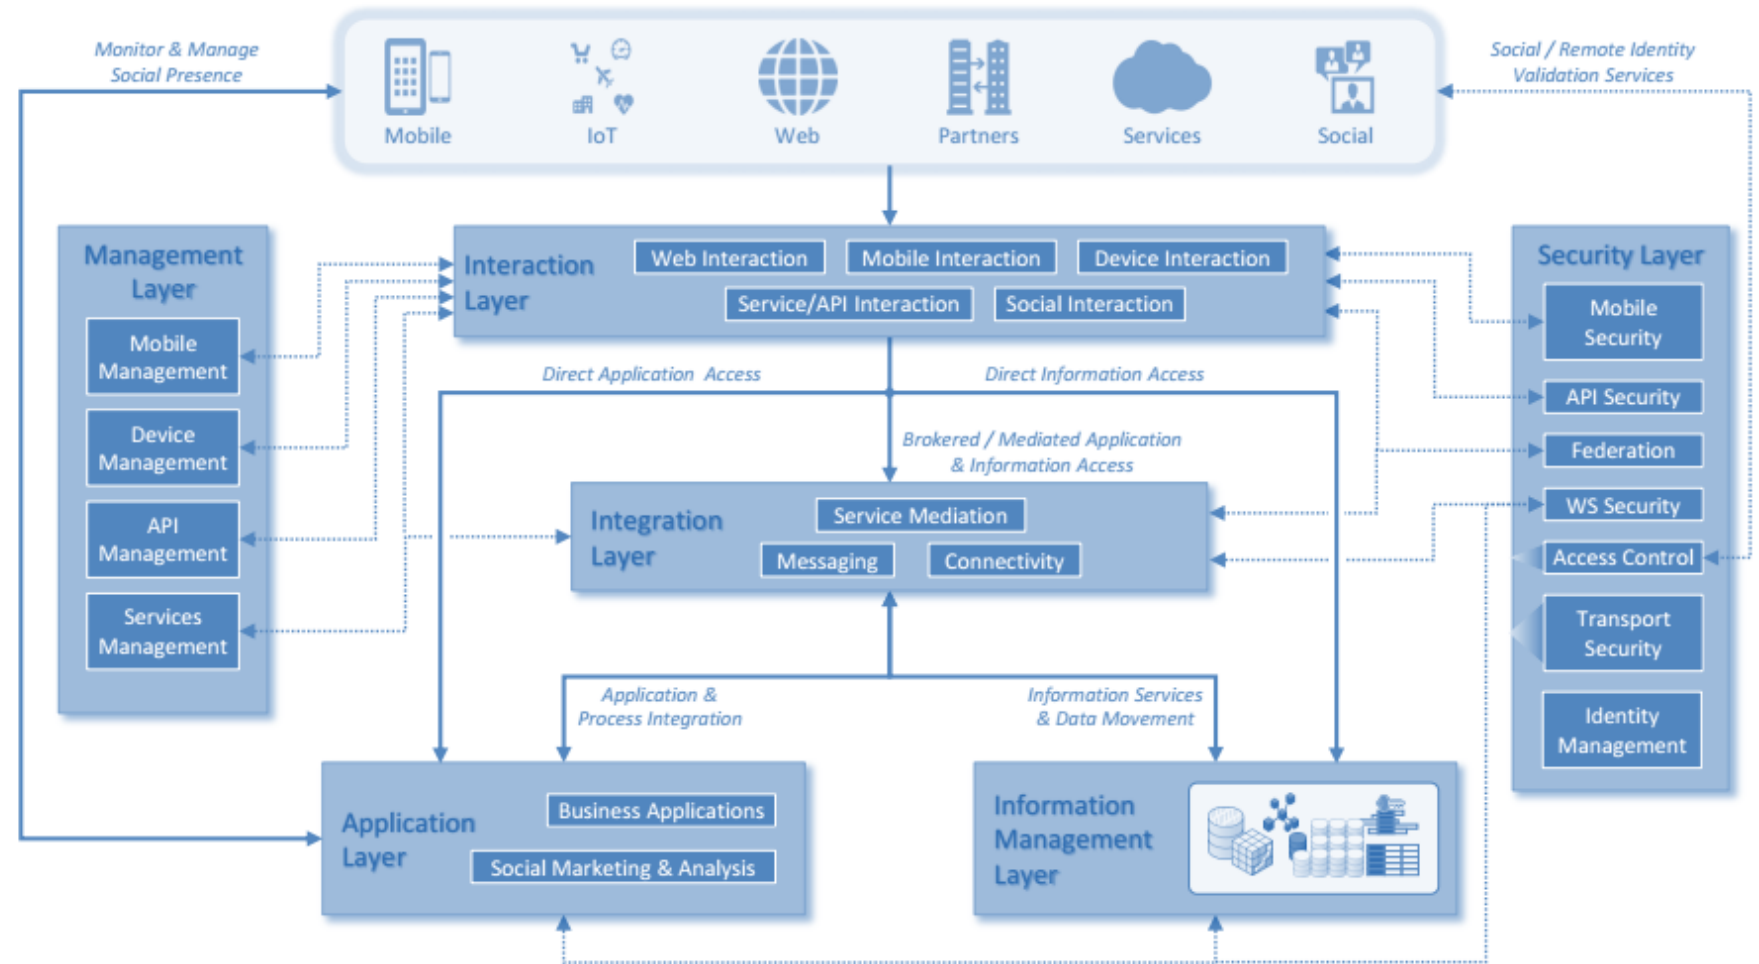 Monitor & Manage
Social Presence
Mobile
IoT
Web
Partners
Services
Social
Social / Remote Identity
Validation Services
Management
Layer
Mobile
Management
Device
Management
API
Management
Services
Management
Interaction
Layer
Web Interaction
Mobile Interaction
Device Interaction
Service/API Interaction
Social Interaction
Security Layer
Mobile
Security
API Security
Federation
WS Security
Access Control
Transport
Security
Identity
Management
Direct Application Access
Direct Information Access
Brokered / Mediated Application
& Information Access
Integration
Layer
Service Mediation
Messaging
Connectivity
Application &
Process Integration
Information Services
& Data Movement
Application
Layer
Business Applications
Social Marketing & Analysis
Information
Management
Layer